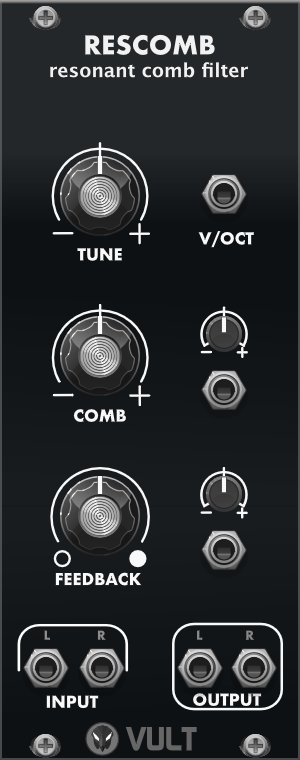 RESCOMB
resonant comb filter
− +
TUNE
V/OCT
− +
COMB
− +
FEEDBACK
− +
L R
L R
INPUT
OUTPUT
VULT